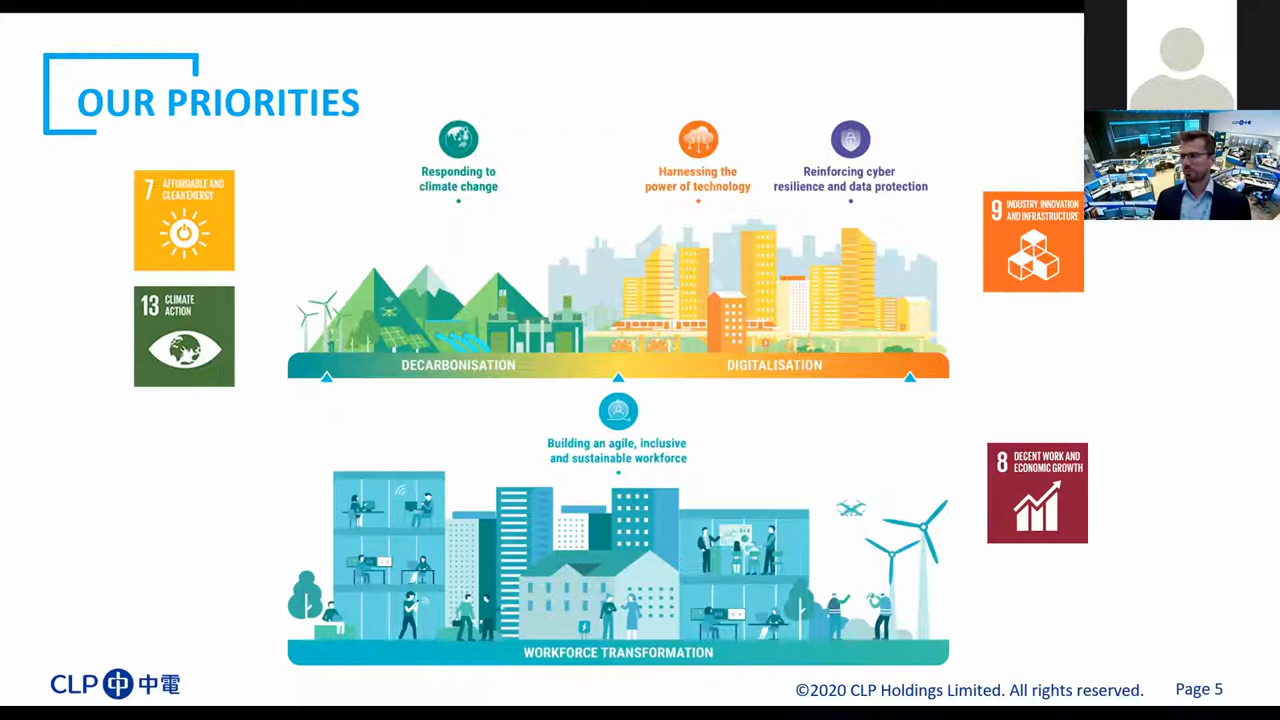 OUR PRIORITIES
7 AFFORDABLE AND
CLEAN ENERGY
13 CLIMATE
ACTION
Responding to
climate change
Harnessing the
power of technology
Reinforcing cyber
resilience and data protection
9 INDUSTRY, INNOVATION
AND INFRASTRUCTURE
DECARBONISATION
DIGITALISATION
Building an agile, inclusive
and sustainable workforce
8 DECENT WORK AND
ECONOMIC GROWTH
WORKFORCE TRANSFORMATION
CLP 中電
©2020 CLP Holdings Limited. All rights reserved.
Page 5
CLP 中電